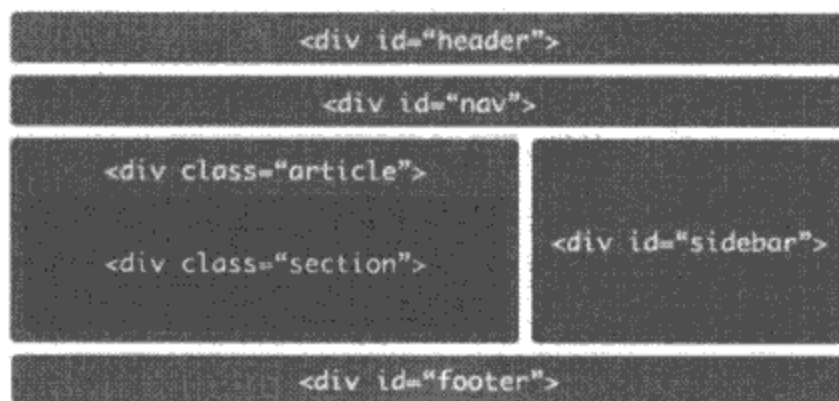 <div id=“header”>
<div id=“nav”>
<div class=“article”>
<div class=“section”>
<div id=“sidebar”>
<div id=“footer”>